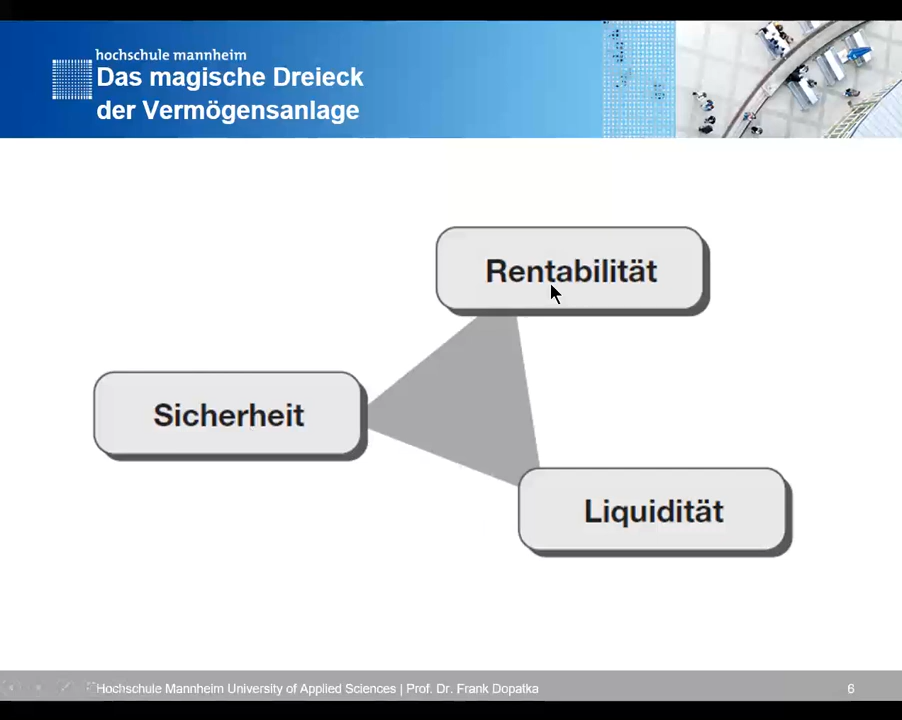 hochschule mannheim
Das magische Dreieck
der Vermögensanlage
Rentabilität
Sicherheit
Liquidität
Hochschule Mannheim University of Applied Sciences | Prof. Dr. Frank Dopatka
6